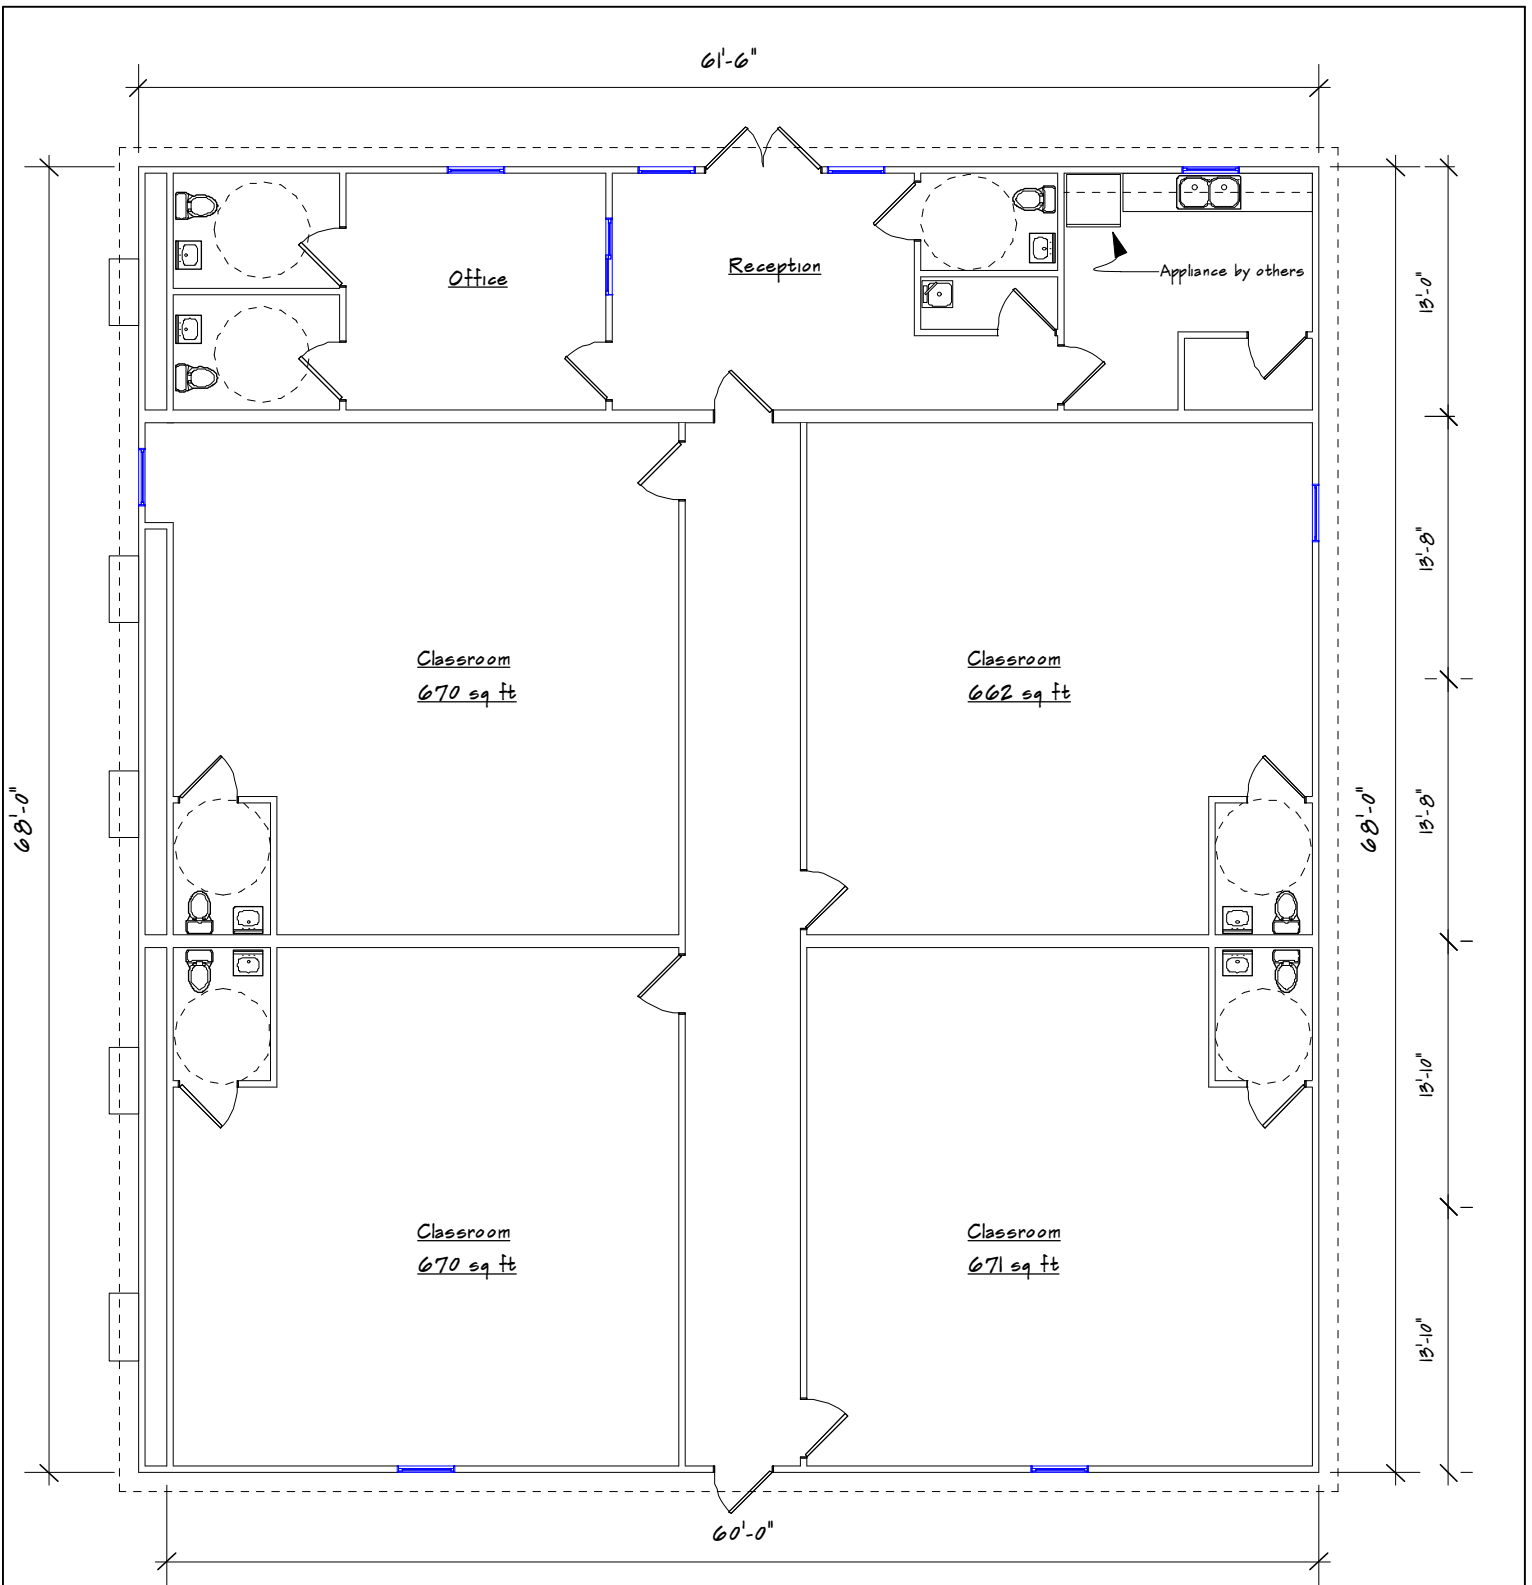 61'-6"
Office
Reception
Appliance by others
13'-0"
13'-8"
Classroom
670 sq ft
Classroom
662 sq ft
68'-0"
68'-0"
13'-8"
13'-10"
Classroom
670 sq ft
Classroom
671 sq ft
13'-10"
60'-0"